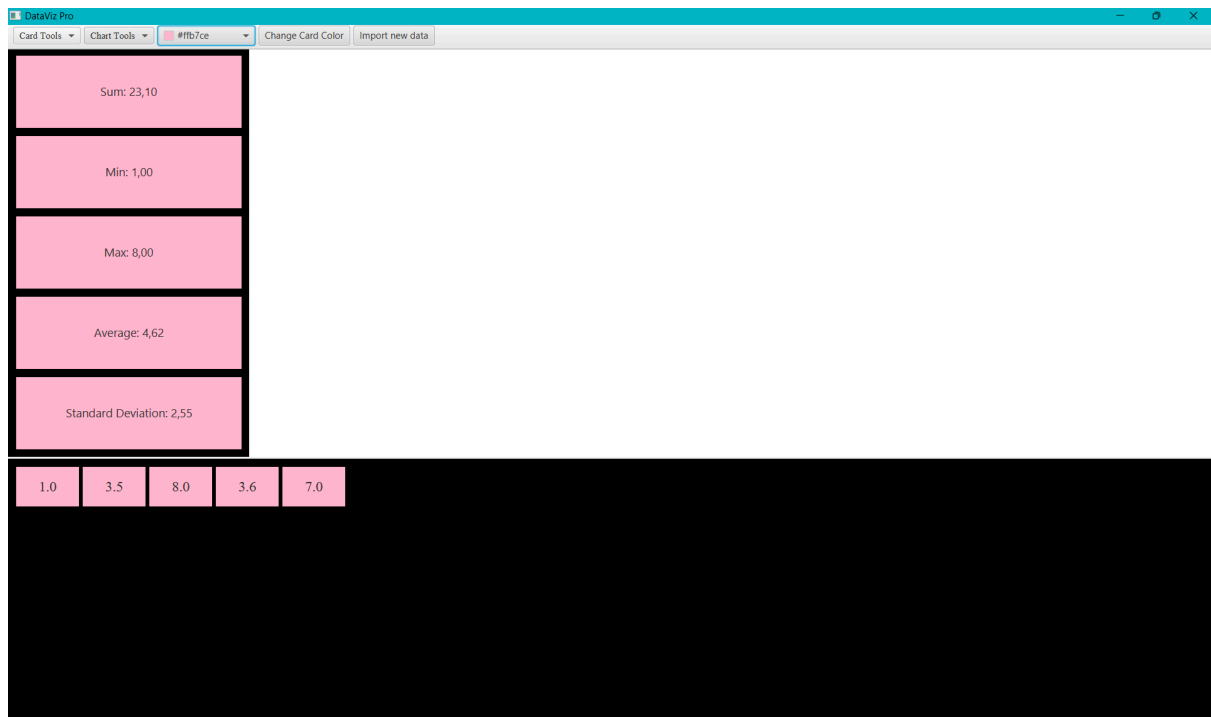 DataViz Pro
Card Tools Chart Tools #ffb7ce Change Card Color Import new data
Sum: 23,10
Min: 1,00
Max: 8,00
Average: 4,62
Standard Deviation: 2,55
1.0 3.5 8.0 3.6 7.0